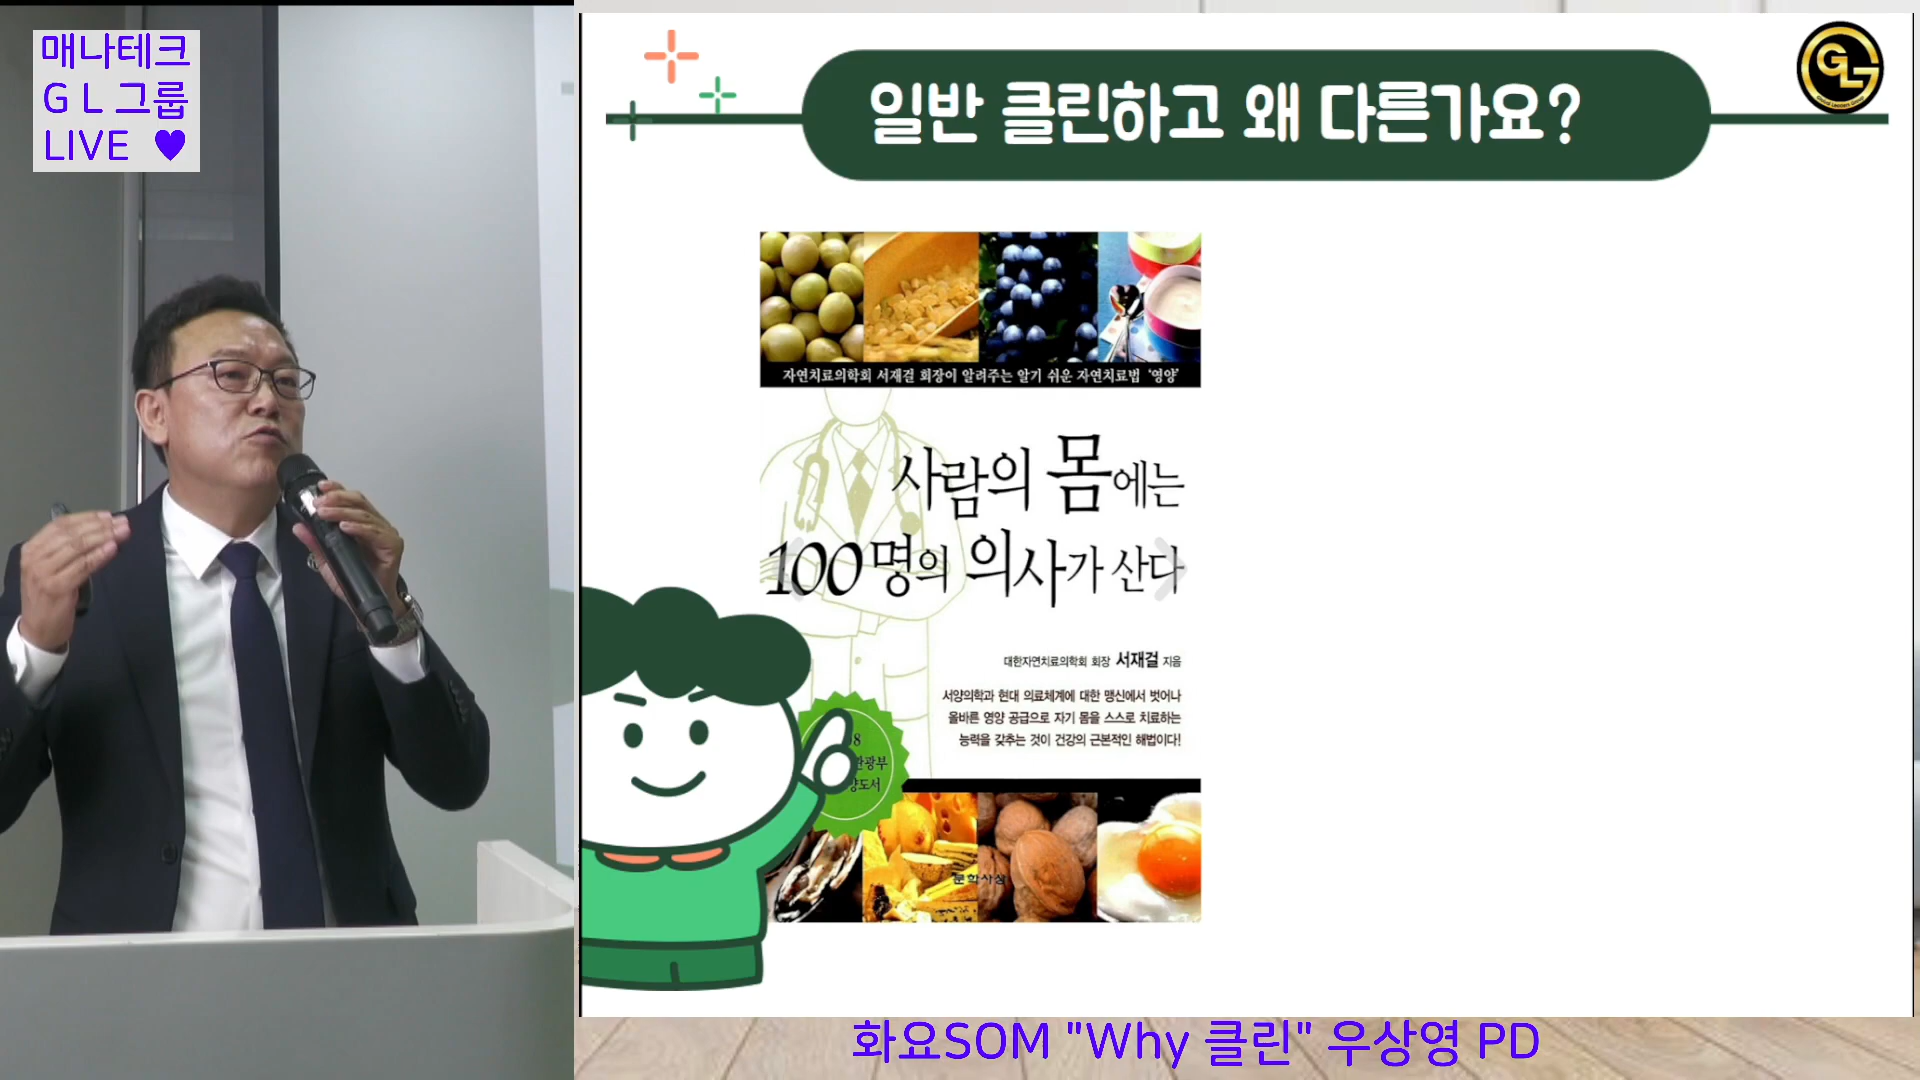 매나테크
G L 그룹
LIVE ♥
일반 클린하고 왜 다른가요?
GLG
자연치료의학회 서재걸 회장이 알려주는 알기 쉬운 자연치료법 '영양'
사람의 몸에는
100명의 의사가 산다
대한자연치료의학회 회장 서재걸 지음
서양의학과 현대 의료체계에 대한 맹신에서 벗어나
올바른 영양 공급으로 자기 몸을 스스로 치료하는
능력을 갖추는 것이 건강의 근본적인 해법이다!
문학사상
화요SOM "Why 클린" 우상영 PD